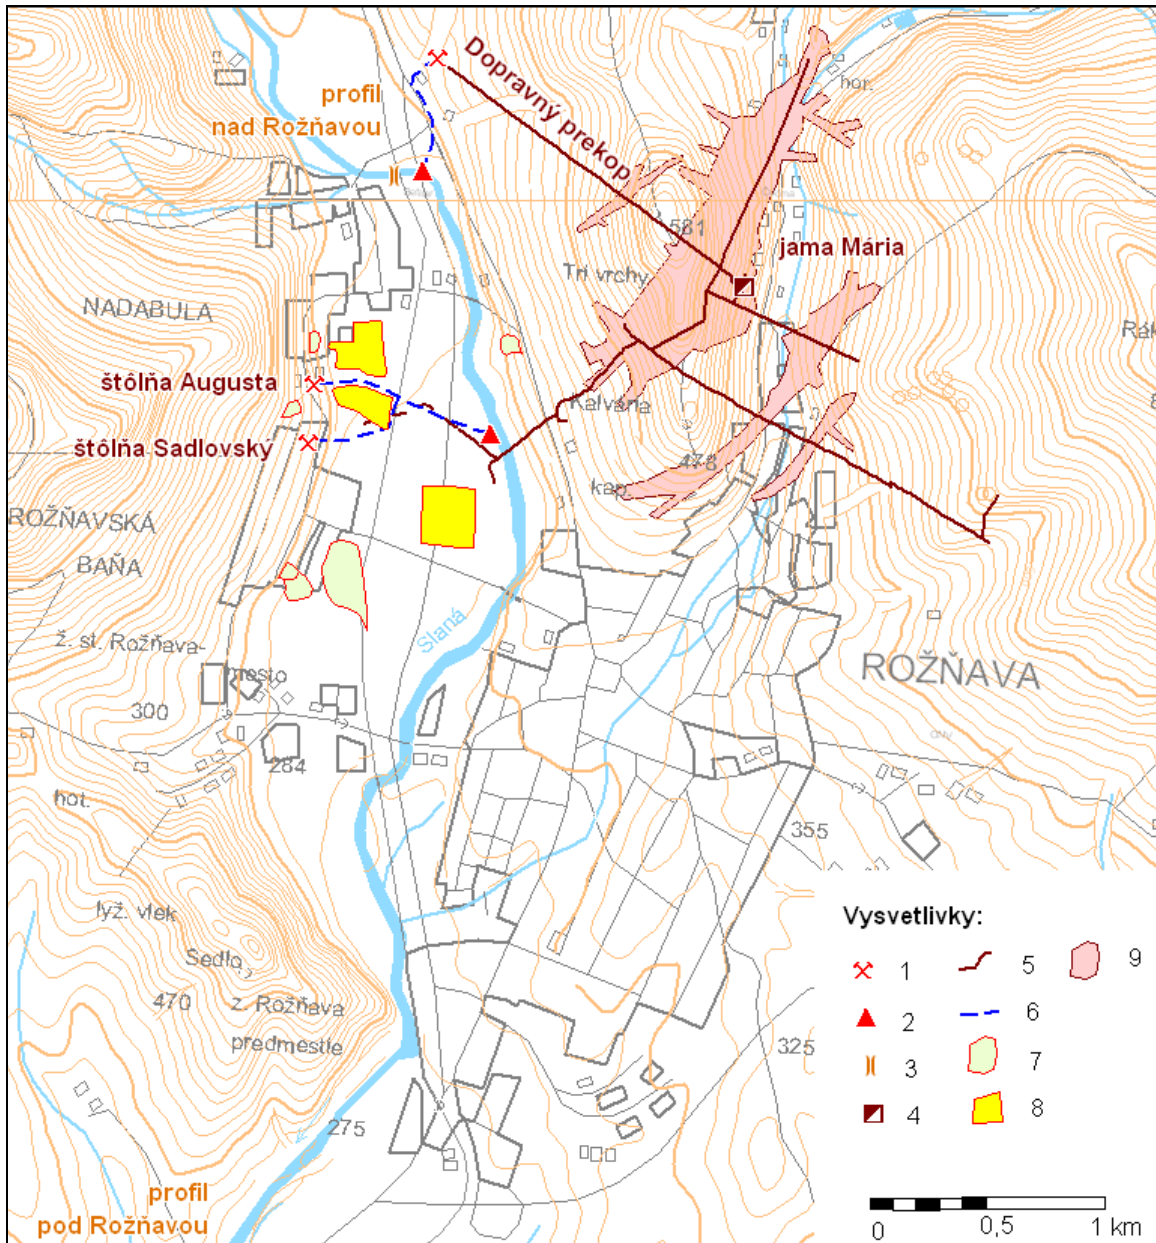 Dopravný prekop
hor.
profil
nad Rožňavou
581
jama Mária
Tri vrchy
NADABULA
štôlňa Augusta
Kalvária
štôlňa Sadlovský
478
kap.
ROŽŇAVSKÁ
BAŇA
Slaná
ž. st. Rožňava-
mesto
ROŽŇAVA
300
284
hot.
355
lyž. vlek
Sedlo
470
z. Rožňava
predmestie
325
275
profil
pod Rožňavou
Vysvetlivky:
1
5
9
2
6
3
7
4
8
0
0,5
1 km